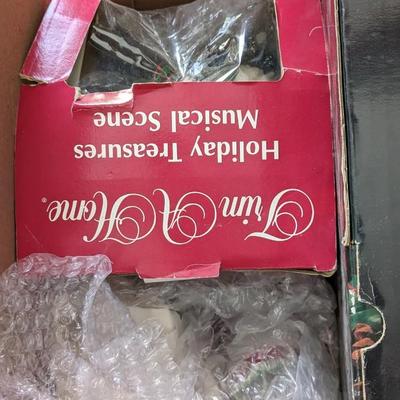 Trim A Home®
Holiday Treasures
Musical Scene